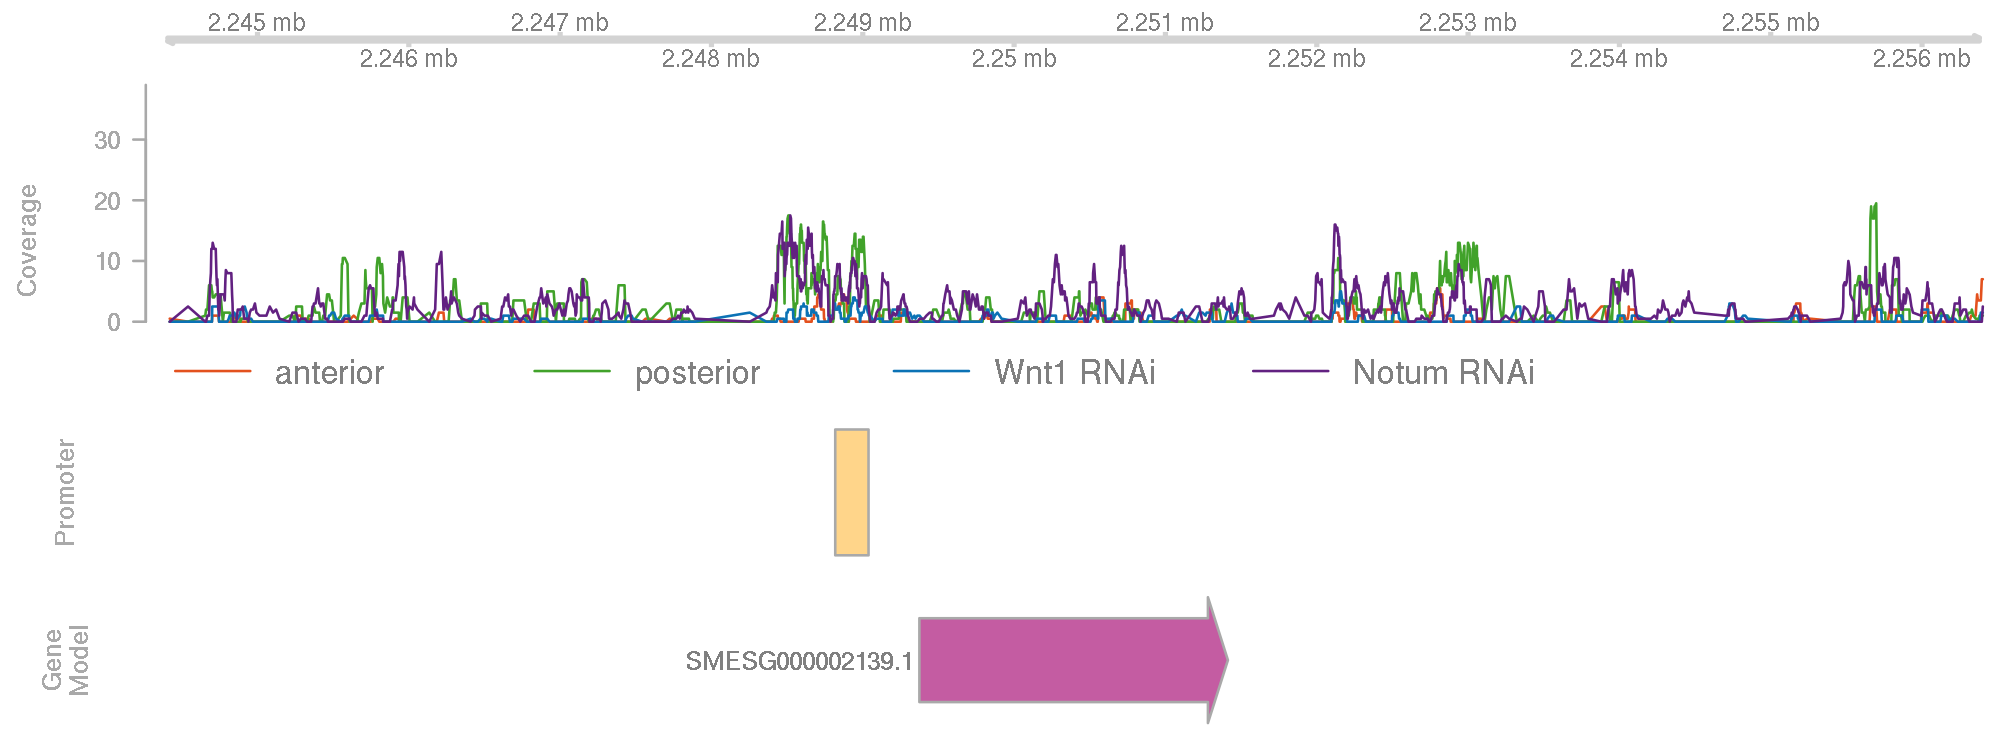 2.245 mb 2.247 mb 2.249 mb 2.251 mb 2.253 mb 2.255 mb
2.246 mb 2.248 mb 2.25 mb 2.252 mb 2.254 mb 2.256 mb
Coverage
30
20
10
0
anterior posterior Wnt1 RNAi Notum RNAi
Promoter
Gene
Model
SMESG000002139.1